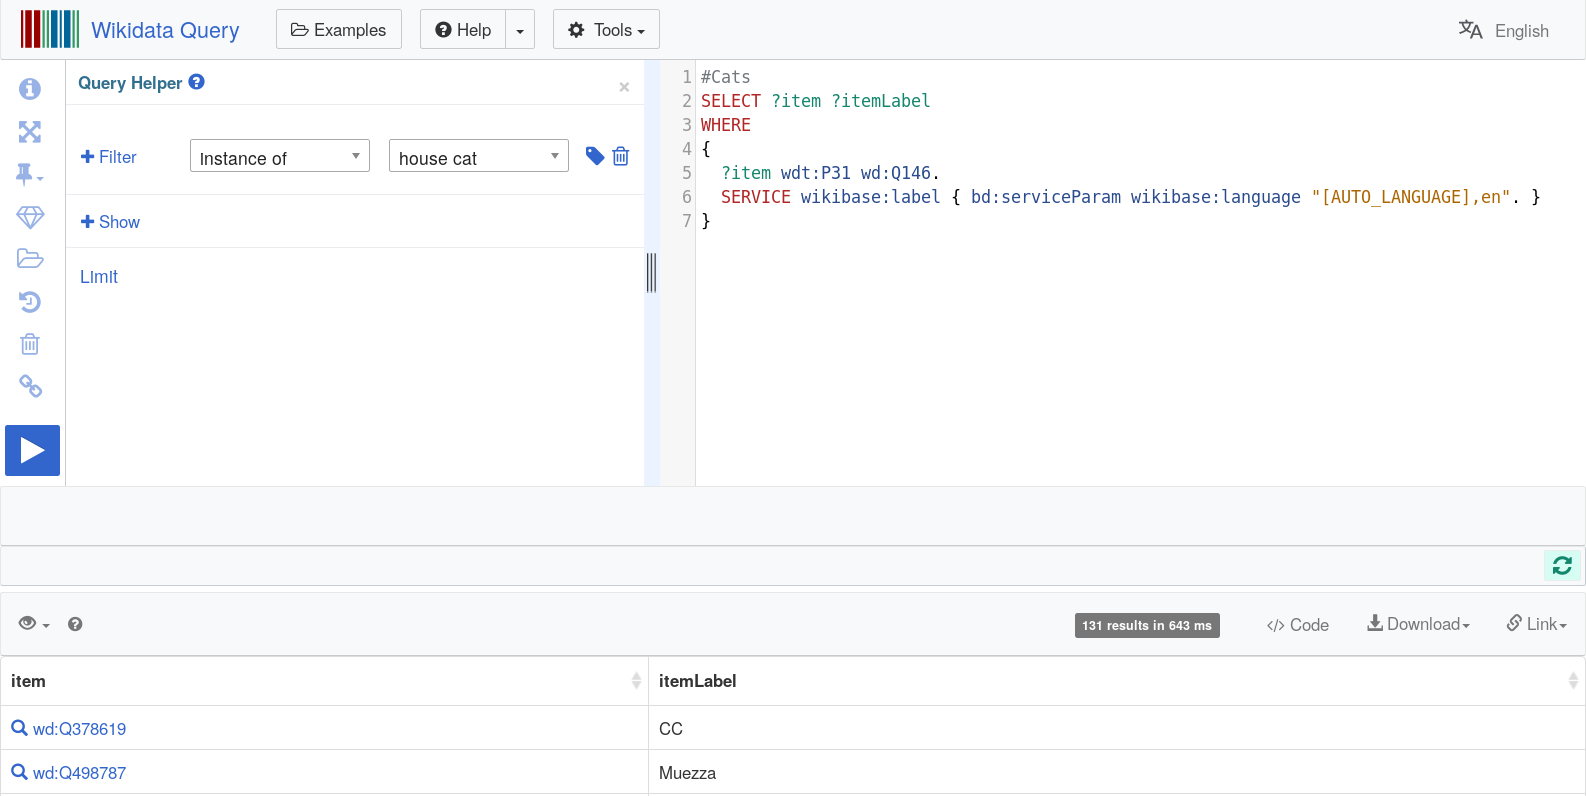 Wikidata Query Examples Help Tools English
Query Helper
×
Filter instance of house cat
Show
Limit
1 #Cats
2 SELECT ?item ?itemLabel
3 WHERE
4 {
5   ?item wdt:P31 wd:Q146.
6   SERVICE wikibase:label { bd:serviceParam wikibase:language "[AUTO_LANGUAGE],en". }
7 }
131 results in 643 ms </> Code Download Link
item itemLabel
wd:Q378619 CC
wd:Q498787 Muezza